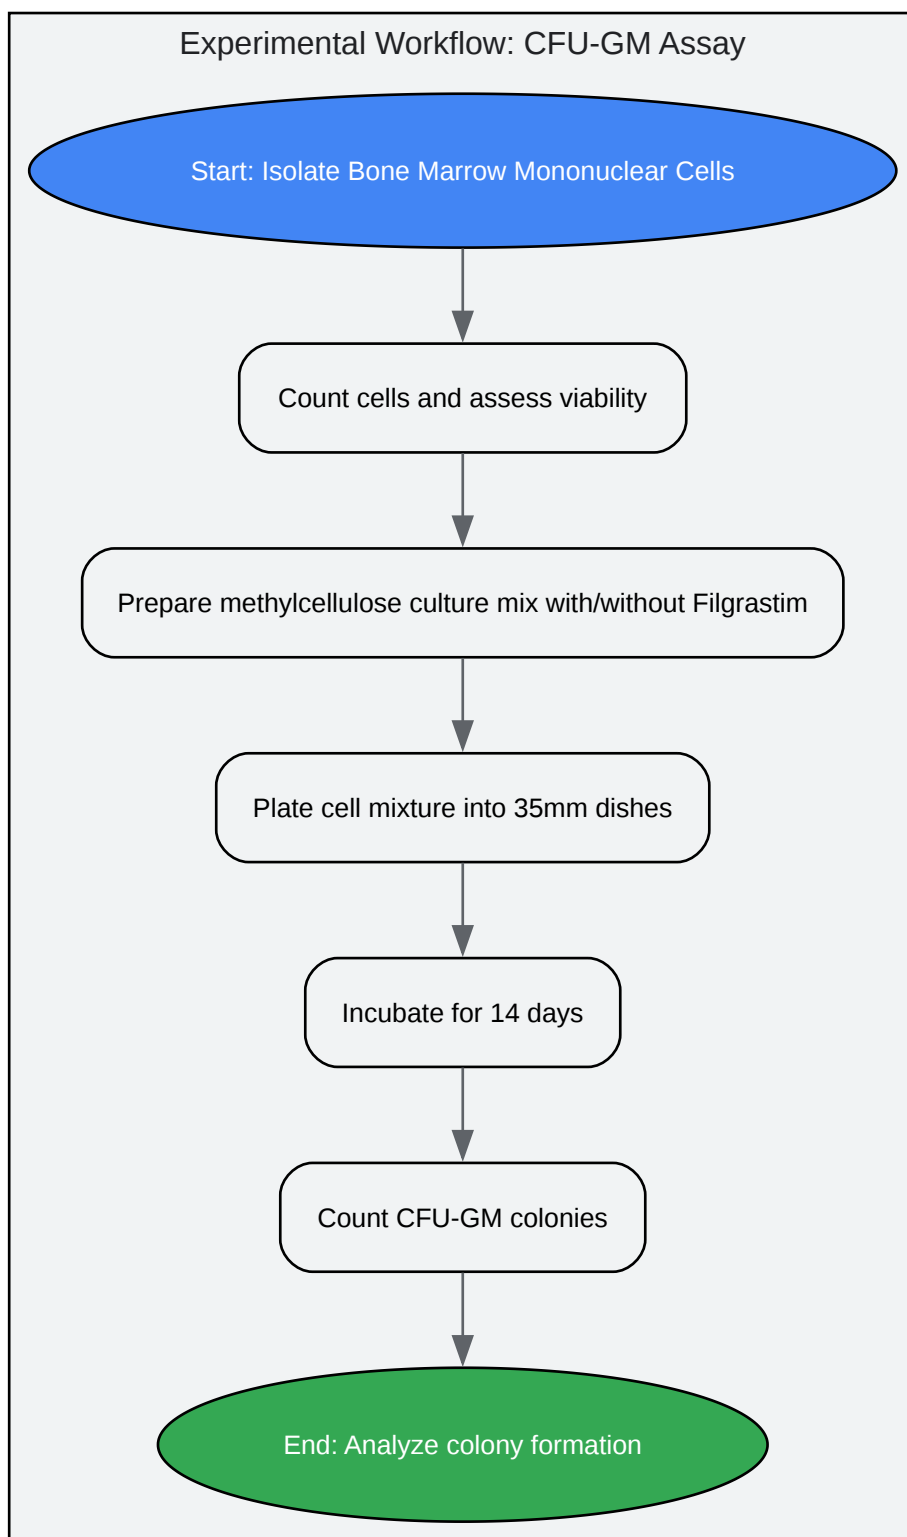 Experimental Workflow: CFU-GM Assay
Start: Isolate Bone Marrow Mononuclear Cells
Count cells and assess viability
Prepare methylcellulose culture mix with/without Filgrastim
Plate cell mixture into 35mm dishes
Incubate for 14 days
Count CFU-GM colonies
End: Analyze colony formation